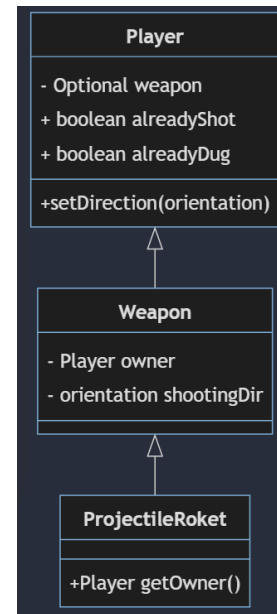 Player
- Optional weapon
+ boolean alreadyShot
+ boolean alreadyDug
+setDirection(orientation)
Weapon
- Player owner
- orientation shootingDir
ProjectileRoket
+Player getOwner()